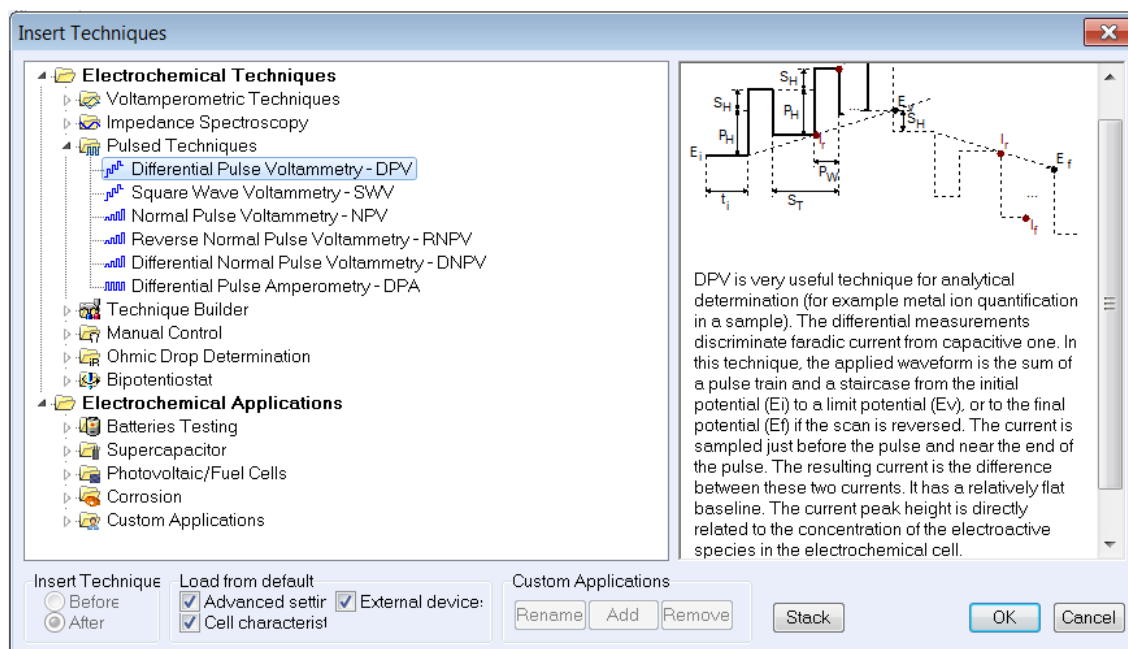 Insert Techniques
Electrochemical Techniques
Voltamperometric Techniques
Impedance Spectroscopy
Pulsed Techniques
Differential Pulse Voltammetry - DPV
Square Wave Voltammetry - SWV
Normal Pulse Voltammetry - NPV
Reverse Normal Pulse Voltammetry - RNPV
Differential Normal Pulse Voltammetry - DNPV
Differential Pulse Amperometry - DPA
Technique Builder
Manual Control
Ohmic Drop Determination
Bipotentiostat
Electrochemical Applications
Batteries Testing
Supercapacitor
Photovoltaic/Fuel Cells
Corrosion
Custom Applications
SH
SH
PH
PH
Ei
ti
ST
PW
Ir
...
Ev
SH
Ir
Ef
...
If
DPV is very useful technique for analytical
determination (for example metal ion quantification
in a sample). The differential measurements
discriminate faradic current from capacitive one. In
this technique, the applied waveform is the sum of
a pulse train and a staircase from the initial
potential (Ei) to a limit potential (Ev), or to the final
potential (Ef) if the scan is reversed. The current is
sampled just before the pulse and near the end of
the pulse. The resulting current is the difference
between these two currents. It has a relatively flat
baseline. The current peak height is directly
related to the concentration of the electroactive
species in the electrochemical cell.
Insert Technique
Before
After
Load from default
Advanced settir
External device:
Cell characterist
Custom Applications
Rename
Add
Remove
Stack
OK
Cancel